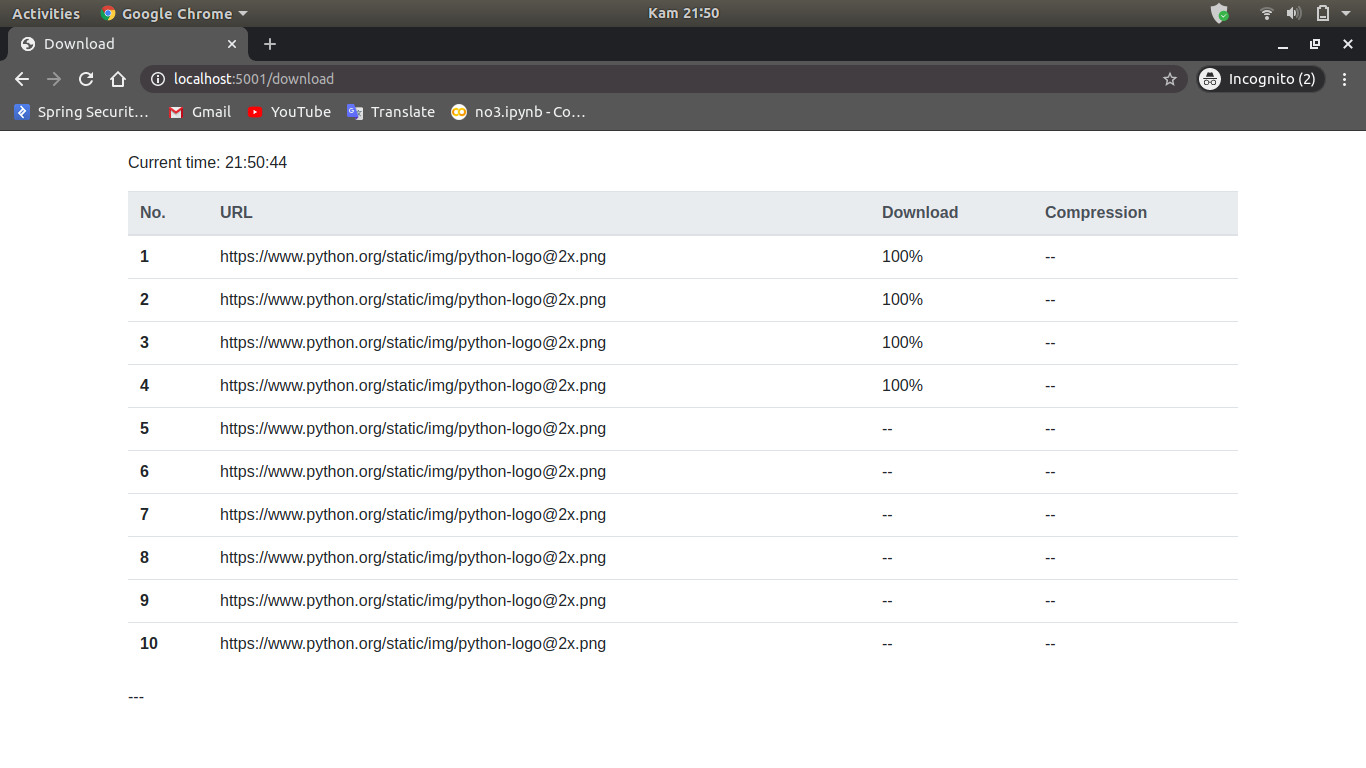 Activities Google Chrome Kam 21:50
Download
localhost:5001/download Incognito (2)
Spring Securit… Gmail YouTube Translate no3.ipynb - Co…
Current time: 21:50:44
No. URL Download Compression
1 https://www.python.org/static/img/python-logo@2x.png 100% --
2 https://www.python.org/static/img/python-logo@2x.png 100% --
3 https://www.python.org/static/img/python-logo@2x.png 100% --
4 https://www.python.org/static/img/python-logo@2x.png 100% --
5 https://www.python.org/static/img/python-logo@2x.png -- --
6 https://www.python.org/static/img/python-logo@2x.png -- --
7 https://www.python.org/static/img/python-logo@2x.png -- --
8 https://www.python.org/static/img/python-logo@2x.png -- --
9 https://www.python.org/static/img/python-logo@2x.png -- --
10 https://www.python.org/static/img/python-logo@2x.png -- --
---